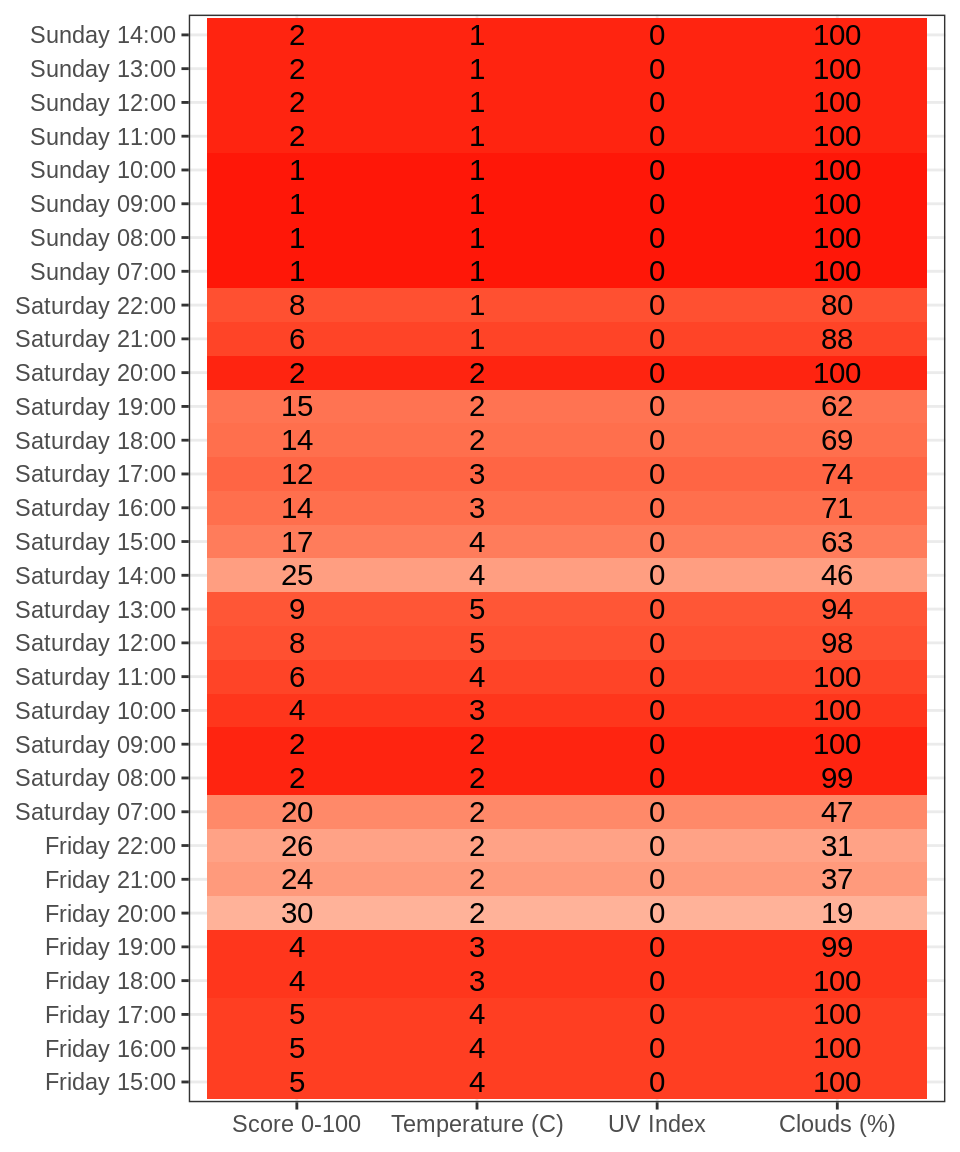 Sunday 14:00 2 1 0 100
Sunday 13:00 2 1 0 100
Sunday 12:00 2 1 0 100
Sunday 11:00 2 1 0 100
Sunday 10:00 1 1 0 100
Sunday 09:00 1 1 0 100
Sunday 08:00 1 1 0 100
Sunday 07:00 1 1 0 100
Saturday 22:00 8 1 0 80
Saturday 21:00 6 1 0 88
Saturday 20:00 2 2 0 100
Saturday 19:00 15 2 0 62
Saturday 18:00 14 2 0 69
Saturday 17:00 12 3 0 74
Saturday 16:00 14 3 0 71
Saturday 15:00 17 4 0 63
Saturday 14:00 25 4 0 46
Saturday 13:00 9 5 0 94
Saturday 12:00 8 5 0 98
Saturday 11:00 6 4 0 100
Saturday 10:00 4 3 0 100
Saturday 09:00 2 2 0 100
Saturday 08:00 2 2 0 99
Saturday 07:00 20 2 0 47
Friday 22:00 26 2 0 31
Friday 21:00 24 2 0 37
Friday 20:00 30 2 0 19
Friday 19:00 4 3 0 99
Friday 18:00 4 3 0 100
Friday 17:00 5 4 0 100
Friday 16:00 5 4 0 100
Friday 15:00 5 4 0 100
Score 0-100 Temperature (C) UV Index Clouds (%)